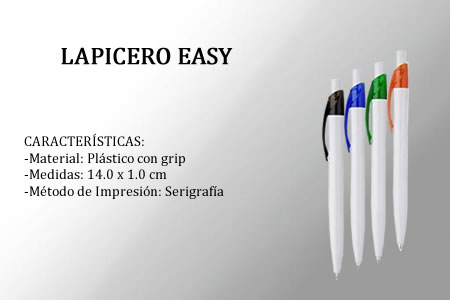 LAPICERO EASY
CARACTERÍSTICAS:
-Material: Plástico con grip
-Medidas: 14.0 x 1.0 cm
-Método de Impresión: Serigrafía